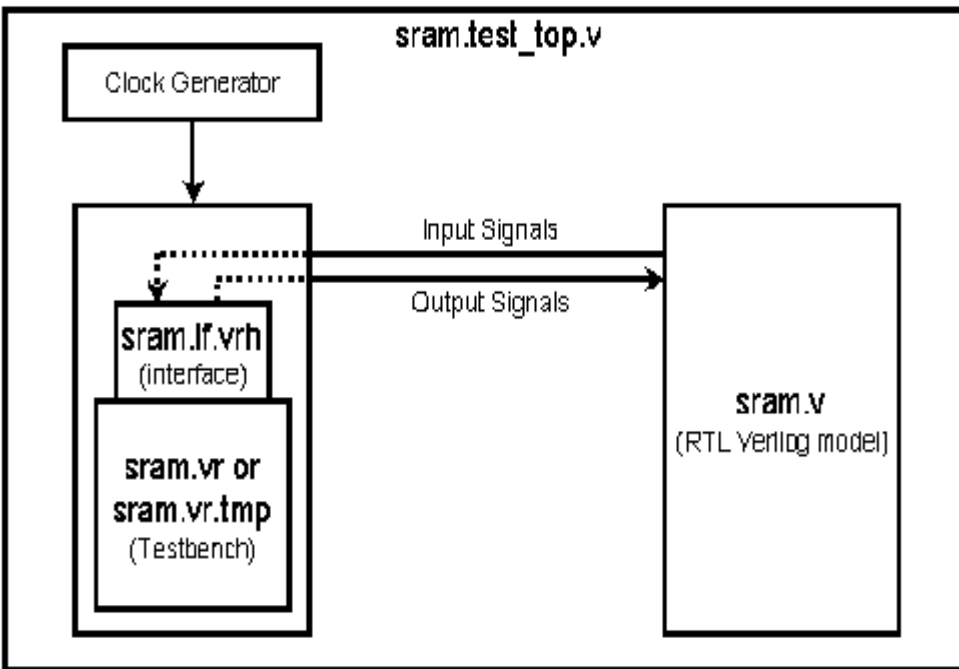 sram.test_top.v
Clock Generator
Input Signals
Output Signals
sram.if.vrh
(interface)
sram.vr or
sram.vr.tmp
(Testbench)
sram.v
(RTL Verilog model)